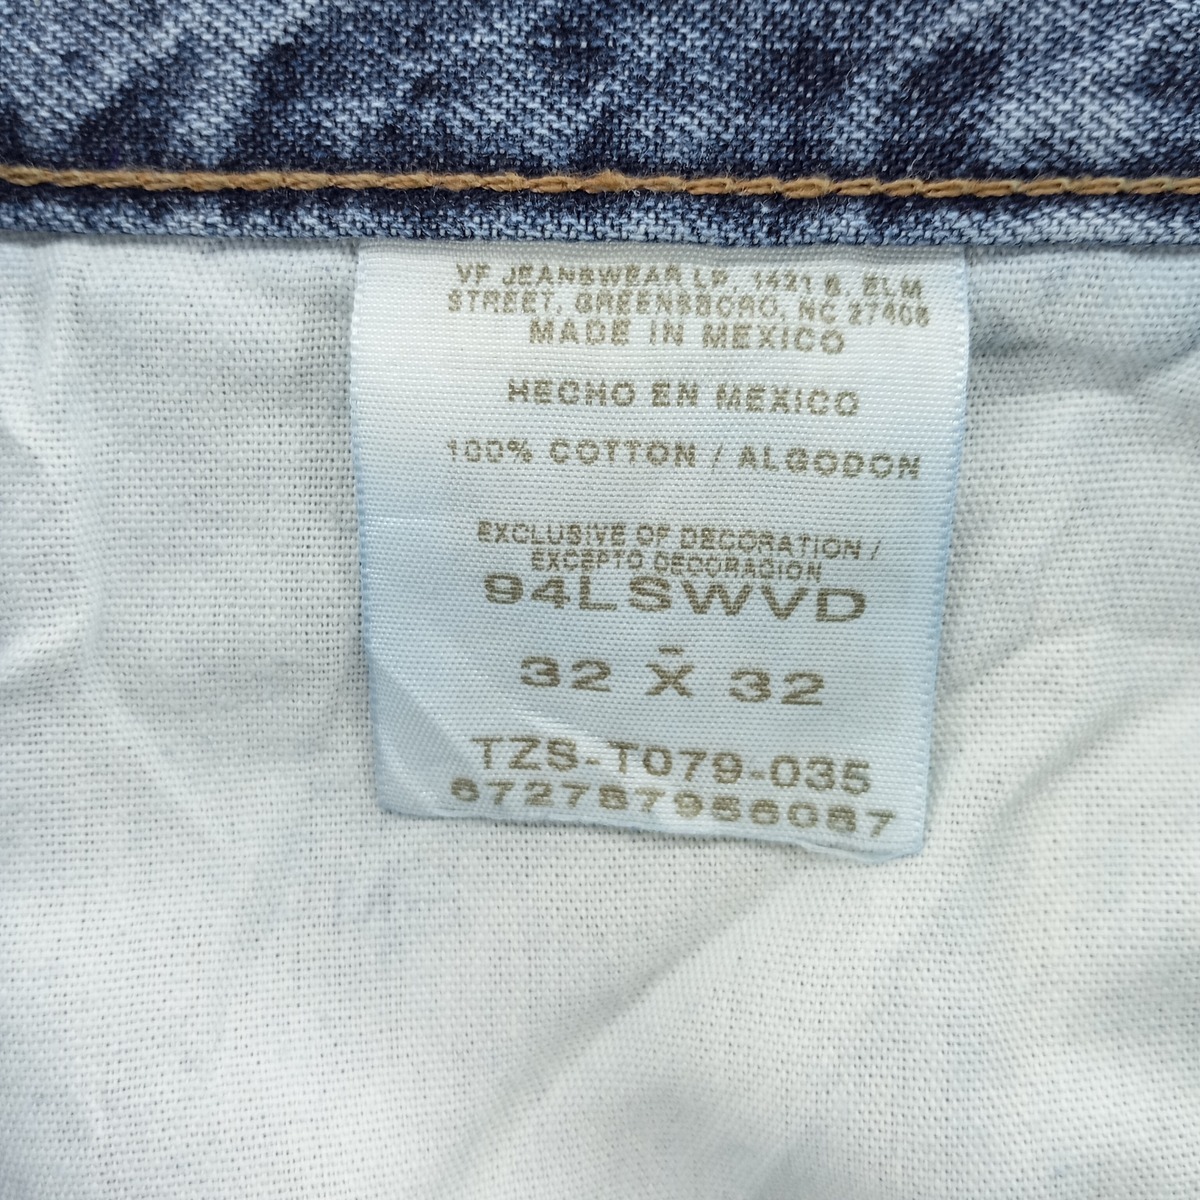 VF JEANSWEAR LP, 1421 S. ELM
STREET, GREENSBORO, NC 27406
MADE IN MEXICO
HECHO EN MEXICO
100% COTTON / ALGODON
EXCLUSIVE OF DECORATION /
EXCEPTO DECORACION
94LSWVD
32 X 32
TZS-T079-035